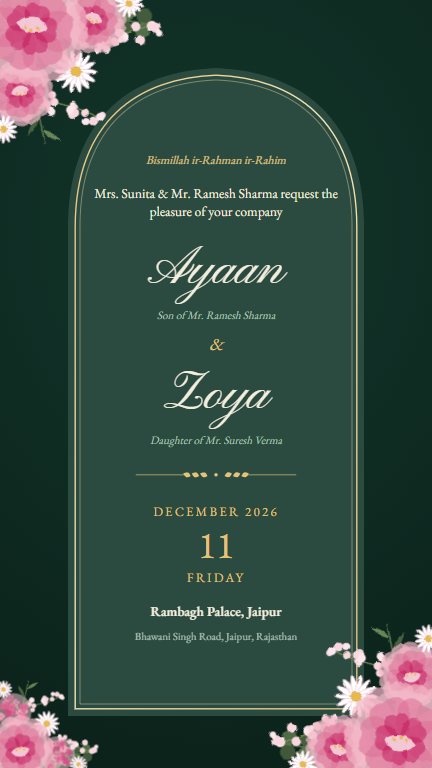 Bismillah ir-Rahman ir-Rahim
Mrs. Sunita & Mr. Ramesh Sharma request the
pleasure of your company
Ayaan
Son of Mr. Ramesh Sharma
&
Zoya
Daughter of Mr. Suresh Verma
DECEMBER 2026
11
FRIDAY
Rambagh Palace, Jaipur
Bhawani Singh Road, Jaipur, Rajasthan